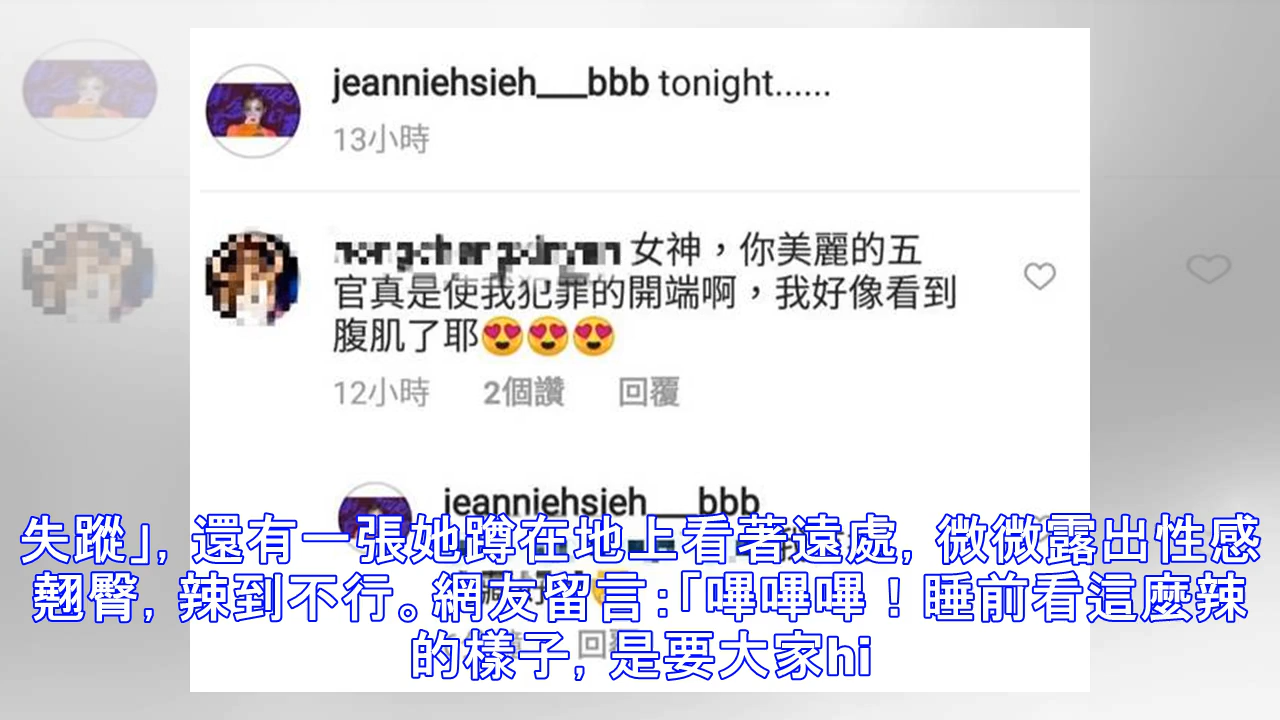 jeanniehsieh___bbb tonight......
13小時
女神，你美麗的五
官真是使我犯罪的開端啊，我好像看到
腹肌了耶😍😍😍
12小時 2個讚 回覆
jeanniehsieh___bbb
失蹤」, 還有一張她蹲在地上看著遠處, 微微露出性感
翹臀, 辣到不行。網友留言:「嗶嗶嗶！睡前看這麼辣
的樣子, 是要大家hi